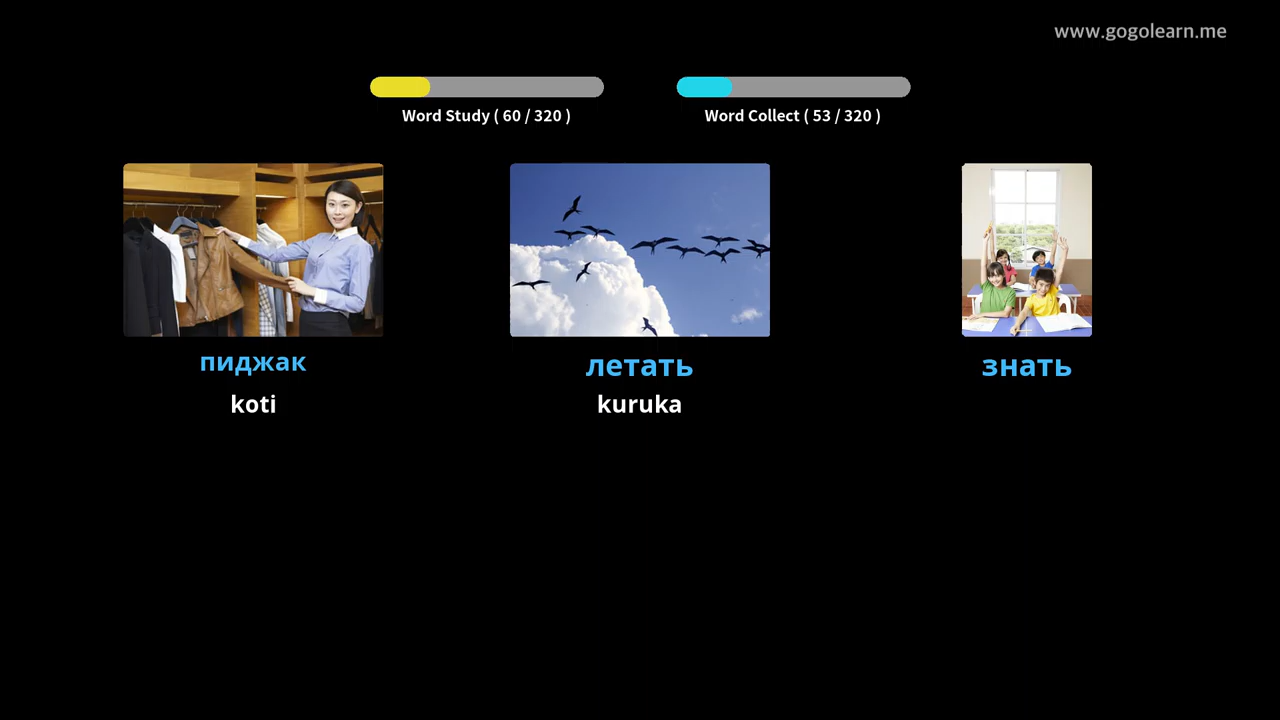 www.gogolearn.me
Word Study ( 60 / 320 )
Word Collect ( 53 / 320 )
пиджак
koti
летать
kuruka
знать